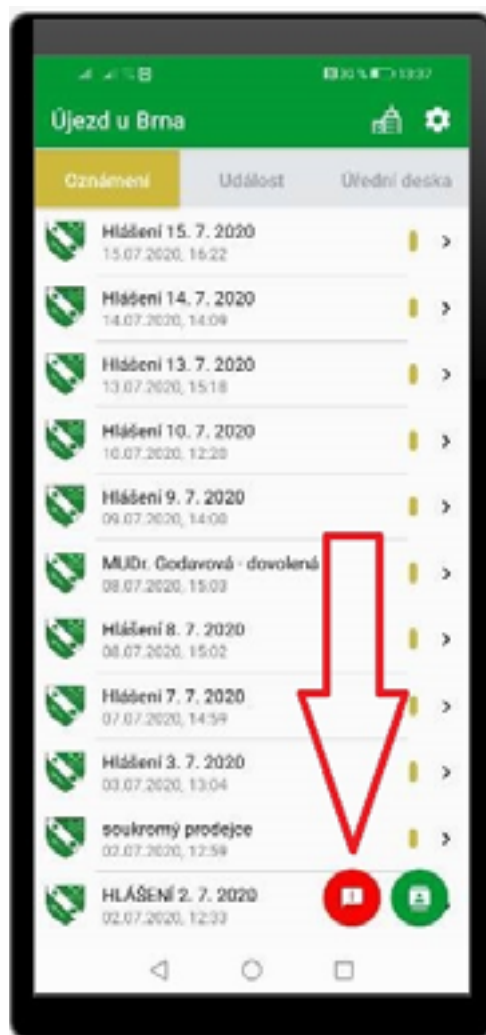 13:37
Újezd u Brna
Oznámení Událost Úřední deska
Hlášení 15. 7. 2020
15.07.2020, 16:22
Hlášení 14. 7. 2020
14.07.2020, 14:09
Hlášení 13. 7. 2020
13.07.2020, 15:18
Hlášení 10. 7. 2020
10.07.2020, 12:20
Hlášení 9. 7. 2020
09.07.2020, 14:00
MUDr. Godavová - dovolená
08.07.2020, 15:03
Hlášení 8. 7. 2020
08.07.2020, 15:02
Hlášení 7. 7. 2020
07.07.2020, 14:59
Hlášení 3. 7. 2020
03.07.2020, 13:04
soukromý prodejce
02.07.2020, 12:59
HLÁŠENÍ 2. 7. 2020
02.07.2020, 12:33